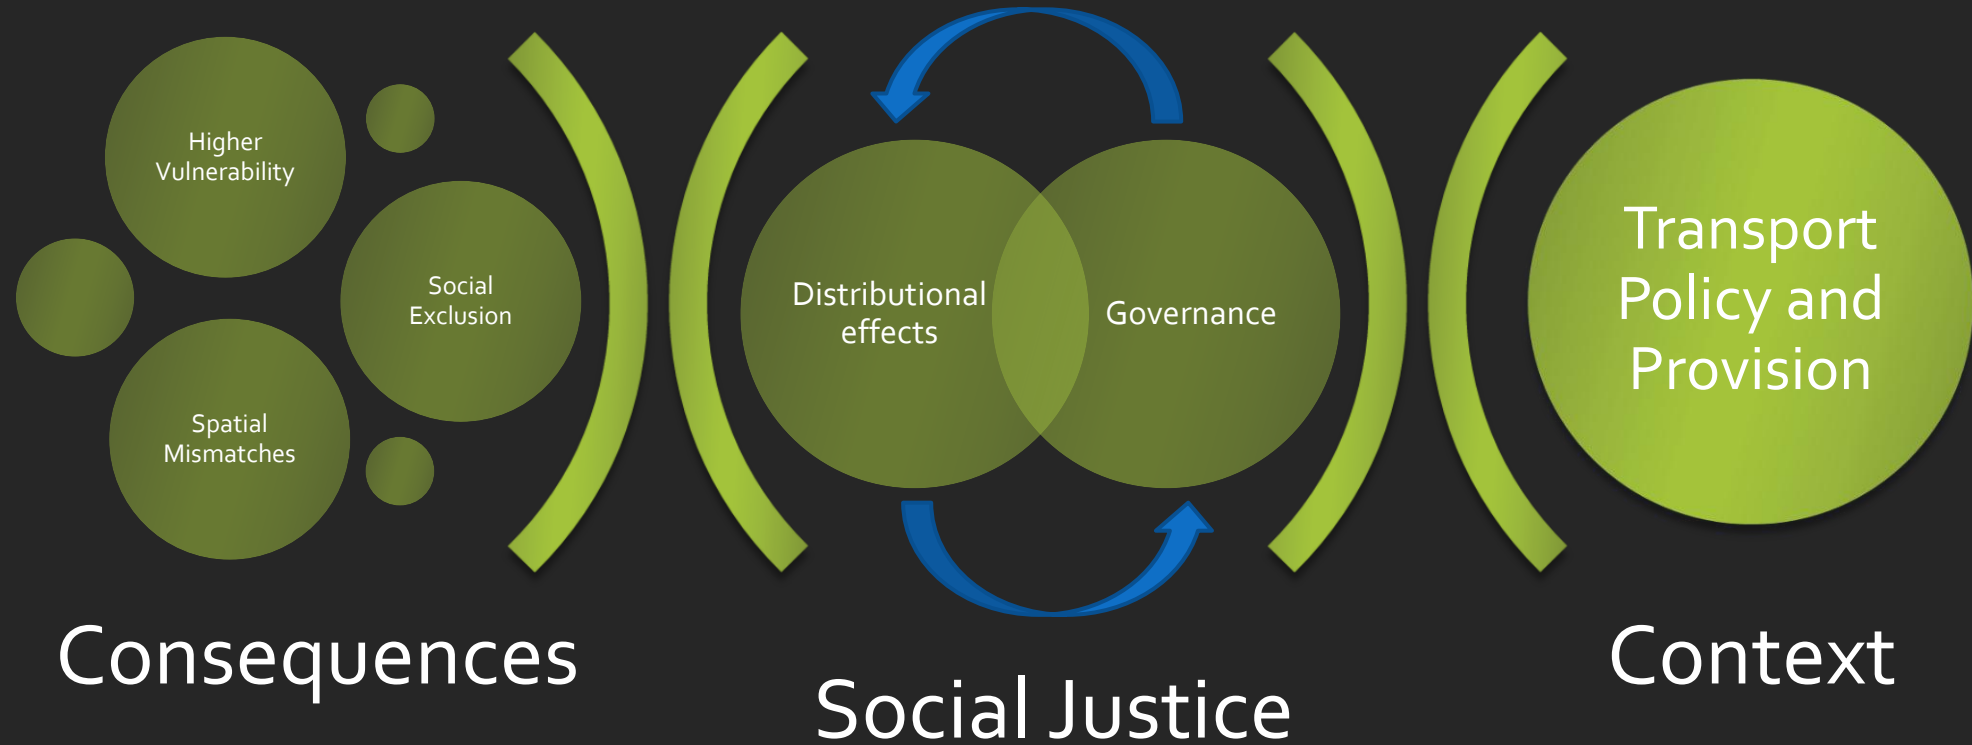 Higher
Vulnerability
Social
Exclusion
Spatial
Mismatches
Consequences
Distributional
effects
Governance
Social Justice
Transport
Policy and
Provision
Context